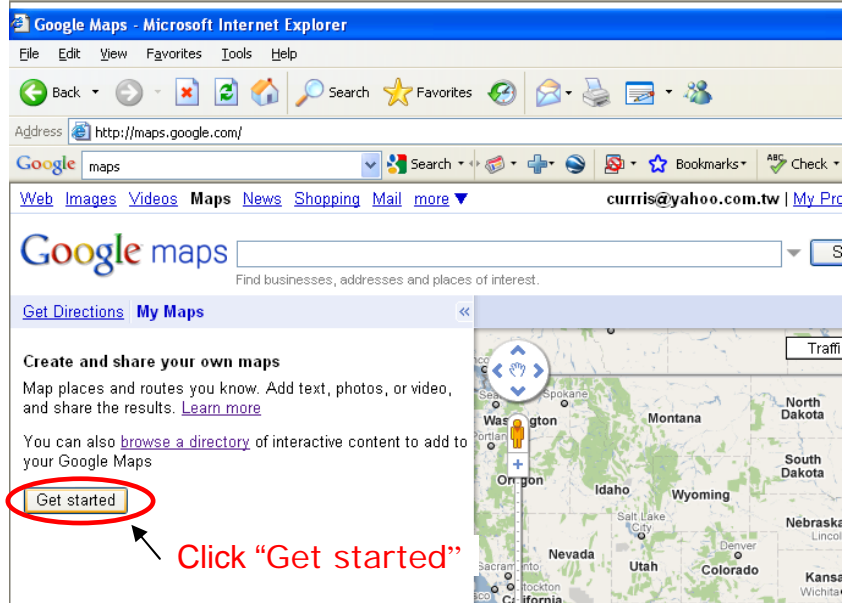 Google Maps - Microsoft Internet Explorer
File Edit View Favorites Tools Help
Back Search Favorites
Address http://maps.google.com/
Google maps Search Bookmarks ABC Check
Web Images Videos Maps News Shopping Mail more ▼ currris@yahoo.com.tw | My Pro
Google maps S
Find businesses, addresses and places of interest.
Get Directions My Maps «
Traffi
Create and share your own maps
Map places and routes you know. Add text, photos, or video,
and share the results. Learn more
You can also browse a directory of interactive content to add to
your Google Maps
Get started
Click “Get started”
Spokane
Montana
North
Dakota
South
Dakota
Idaho
Wyoming
Salt Lake
City
Nebraska
Lincol
Nevada
Utah
Denver
Colorado
Kansa
Wichita